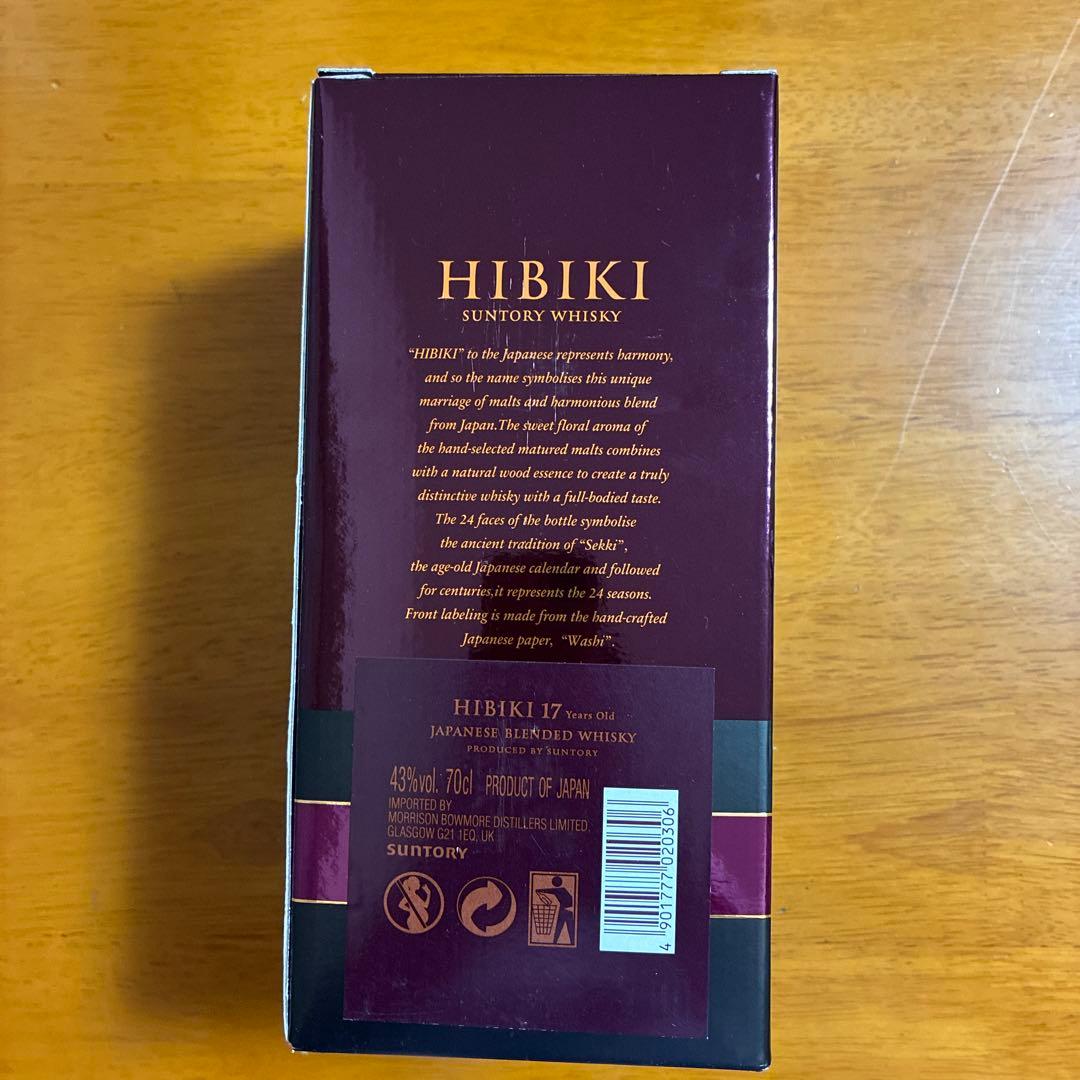 HIBIKI
SUNTORY WHISKY
“HIBIKI” to the Japanese represents harmony,
and so the name symbolises this unique
marriage of malts and harmonious blend
from Japan.The sweet floral aroma of
the hand-selected matured malts combines
with a natural wood essence to create a truly
distinctive whisky with a full-bodied taste.
The 24 faces of the bottle symbolise
the ancient tradition of “Sekki”,
the age-old Japanese calendar and followed
for centuries,it represents the 24 seasons.
Front labeling is made from the hand-crafted
Japanese paper, “Washi”.
HIBIKI 17 Years Old
JAPANESE BLENDED WHISKY
PRODUCED BY SUNTORY
43%vol. 70cl PRODUCT OF JAPAN
IMPORTED BY
MORRISON BOWMORE DISTILLERS LIMITED,
GLASGOW G21 1EQ, UK
SUNTORY
4 901777 020306